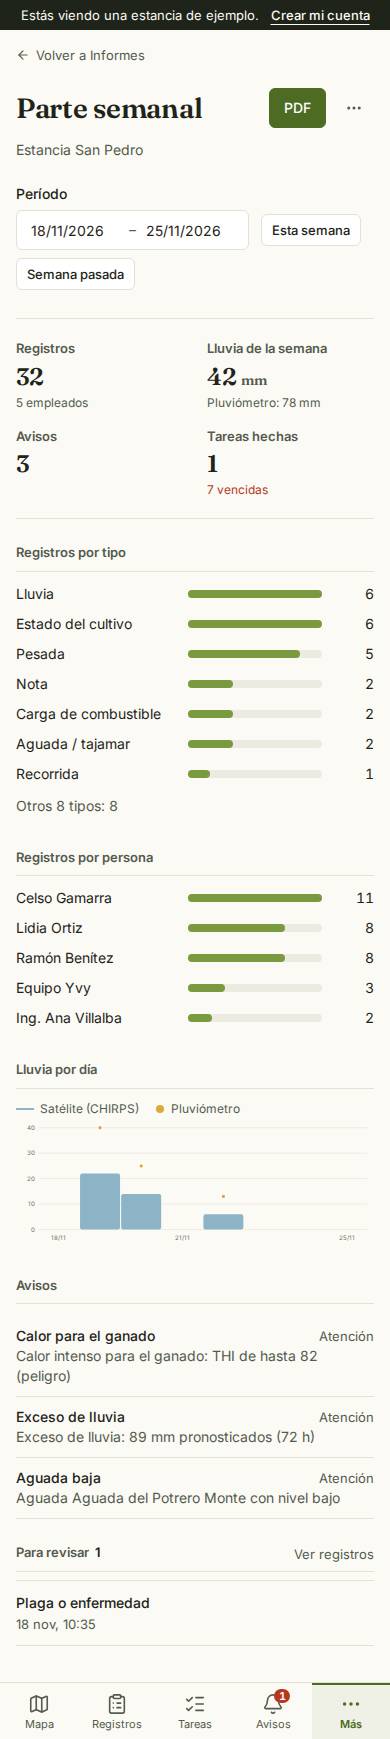 Estás viendo una estancia de ejemplo. Crear mi cuenta
← Volver a Informes
Parte semanal
PDF
Estancia San Pedro
Período
18/11/2026 – 25/11/2026
Esta semana
Semana pasada
Registros
32
5 empleados
Lluvia de la semana
42 mm
Pluviómetro: 78 mm
Avisos
3
Tareas hechas
1
7 vencidas
Registros por tipo
Lluvia 6
Estado del cultivo 6
Pesada 5
Nota 2
Carga de combustible 2
Aguada / tajamar 2
Recorrida 1
Otros 8 tipos: 8
Registros por persona
Celso Gamarra 11
Lidia Ortiz 8
Ramón Benítez 8
Equipo Yvy 3
Ing. Ana Villalba 2
Lluvia por día
Satélite (CHIRPS) Pluviómetro
40
30
20
10
0
18/11 21/11 25/11
Avisos
Calor para el ganado Atención
Calor intenso para el ganado: THI de hasta 82
(peligro)
Exceso de lluvia Atención
Exceso de lluvia: 89 mm pronosticados (72 h)
Aguada baja Atención
Aguada Aguada del Potrero Monte con nivel bajo
Para revisar 1 Ver registros
Plaga o enfermedad
18 nov, 10:35
1
Mapa Registros Tareas Avisos Más